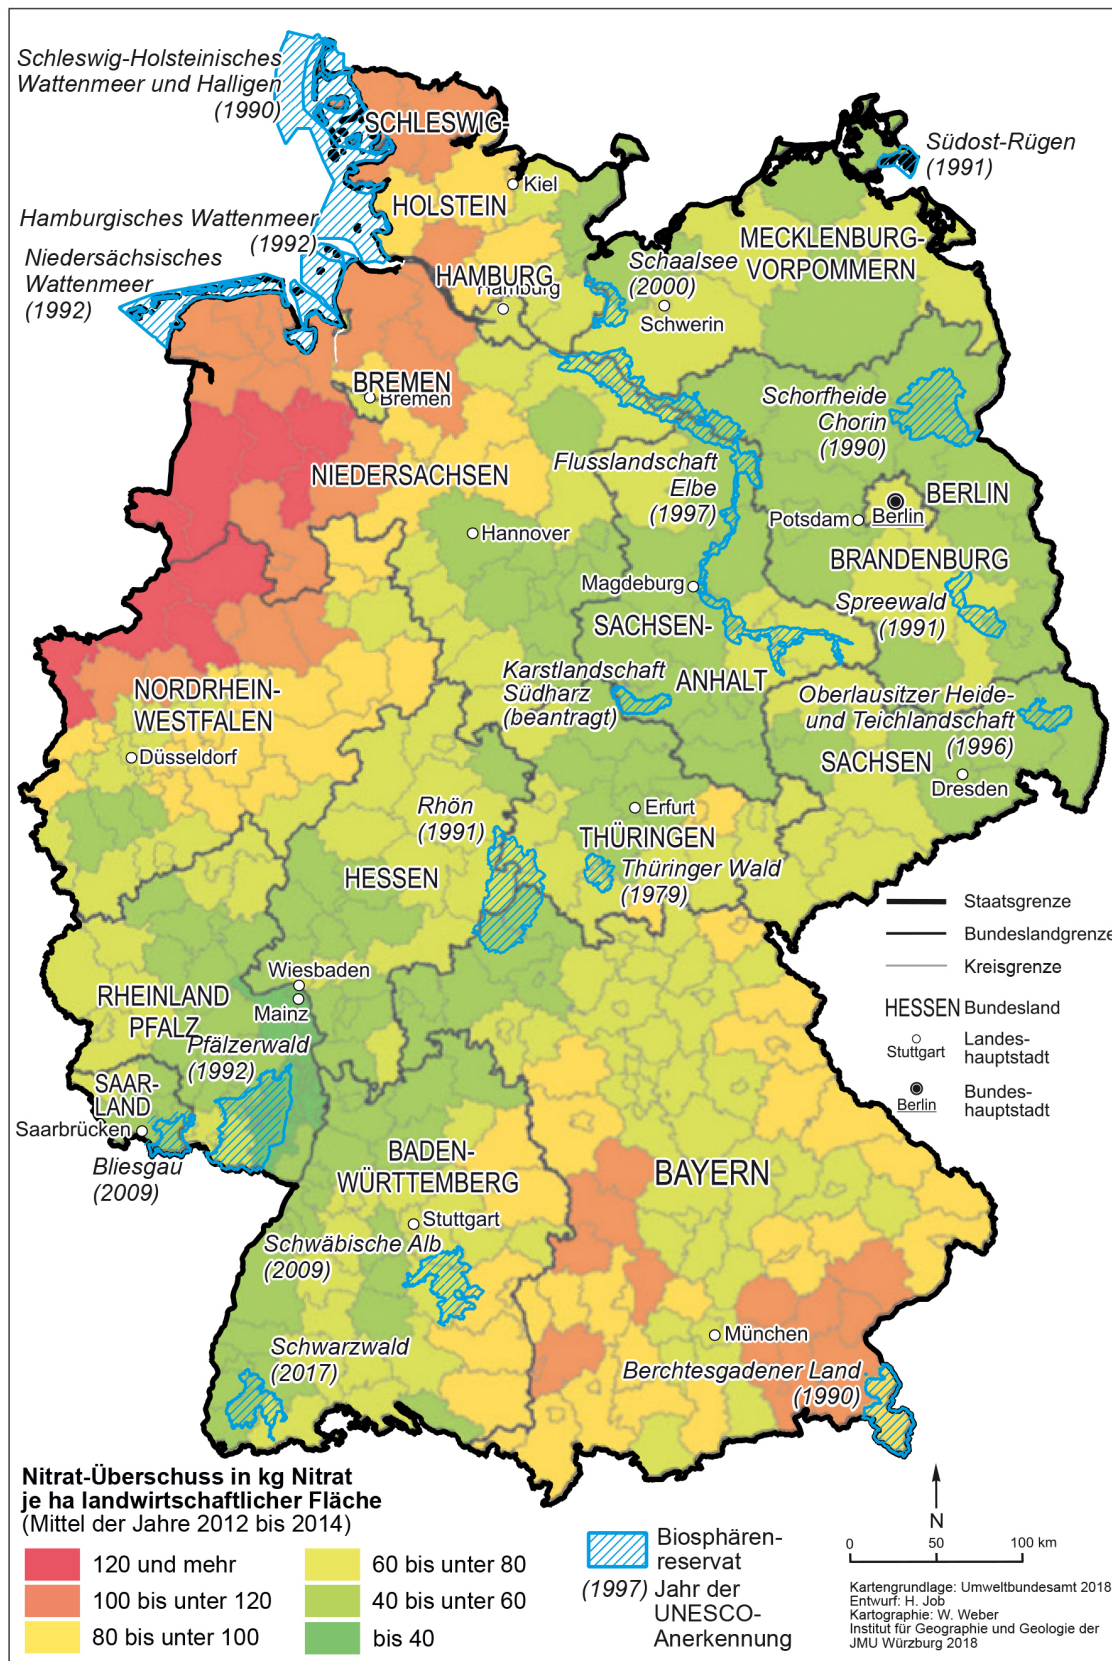 Schleswig-Holsteinisches
Wattenmeer und Halligen
(1990)
SCHLESWIG-
HOLSTEIN
Kiel
Südost-Rügen
(1991)
Hamburgisches Wattenmeer
(1992)
Niedersächsisches
Wattenmeer
(1992)
MECKLENBURG-
VORPOMMERN
HAMBURG
Hamburg
Schaalsee
(2000)
Schwerin
BREMEN
Bremen
Schorfheide
Chorin
(1990)
NIEDERSACHSEN
Flusslandschaft
Elbe
(1997)
BERLIN
Berlin
Potsdam
Hannover
BRANDENBURG
Magdeburg
Spreewald
(1991)
SACHSEN-
ANHALT
Karstlandschaft
Südharz
(beantragt)
NORDRHEIN-
WESTFALEN
Düsseldorf
Oberlausitzer Heide-
und Teichlandschaft
(1996)
SACHSEN
Dresden
Rhön
(1991)
Erfurt
THÜRINGEN
Thüringer Wald
(1979)
HESSEN
Wiesbaden
Mainz
RHEINLAND
PFALZ
Pfälzerwald
(1992)
SAAR-
LAND
Saarbrücken
Bliesgau
(2009)
BADEN-
WÜRTTEMBERG
Stuttgart
BAYERN
Schwäbische Alb
(2009)
München
Schwarzwald
(2017)
Berchtesgadener Land
(1990)
Staatsgrenze
Bundeslandgrenze
Kreisgrenze
HESSEN Bundesland
Stuttgart
Landes-
hauptstadt
Berlin
Bundes-
hauptstadt
Nitrat-Überschuss in kg Nitrat
je ha landwirtschaftlicher Fläche
(Mittel der Jahre 2012 bis 2014)
120 und mehr
100 bis unter 120
80 bis unter 100
60 bis unter 80
40 bis unter 60
bis 40
Biosphären-
reservat
(1997) Jahr der
UNESCO-
Anerkennung
N
0 50 100 km
Kartengrundlage: Umweltbundesamt 2018
Entwurf: H. Job
Kartographie: W. Weber
Institut für Geographie und Geologie der
JMU Würzburg 2018